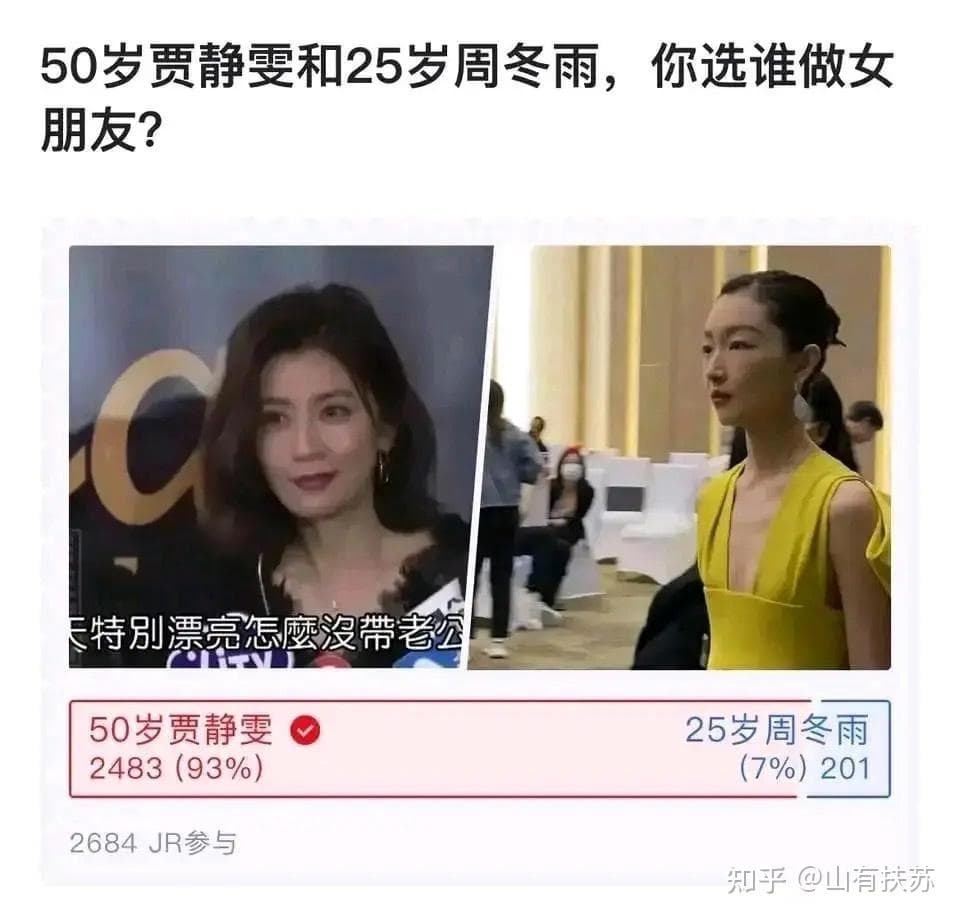 50岁贾静雯和25岁周冬雨，你选谁做女
朋友？
天特別漂亮怎麼沒帶老公
50岁贾静雯
25岁周冬雨
2483 (93%)
(7%) 201
2684 JR参与
知乎 @山有扶苏